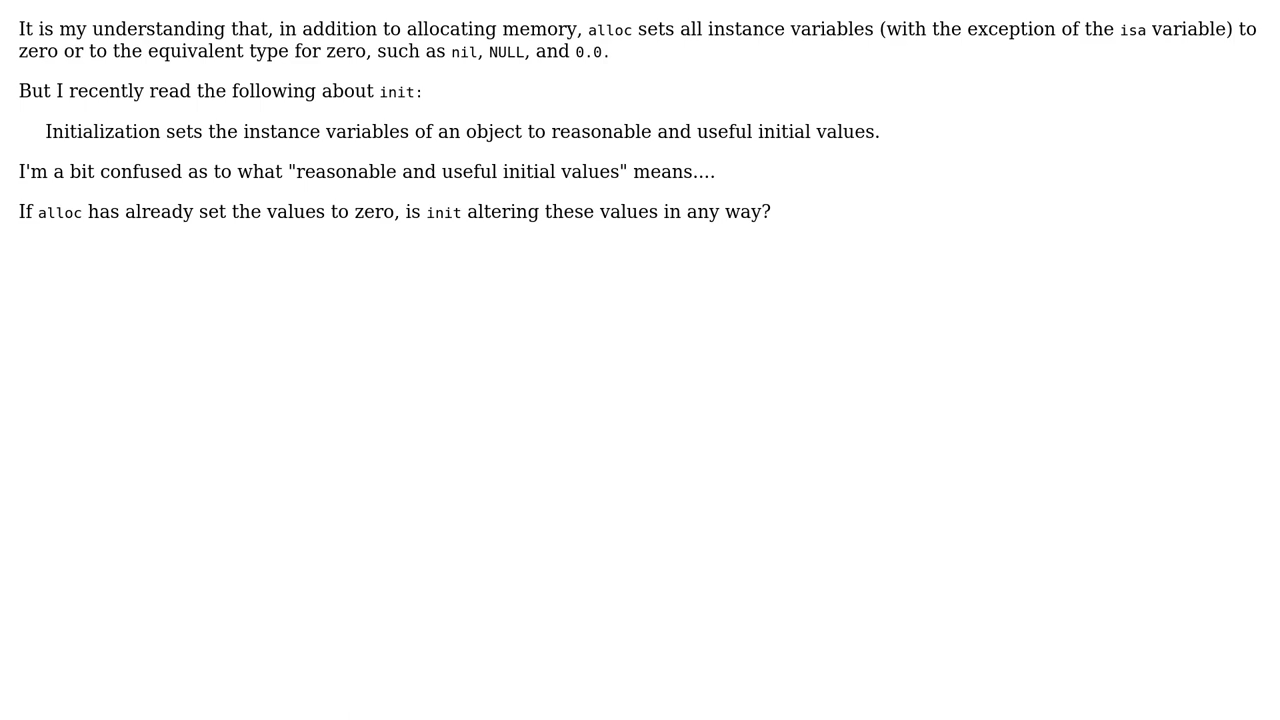 It is my understanding that, in addition to allocating memory, alloc sets all instance variables (with the exception of the isa variable) to
zero or to the equivalent type for zero, such as nil, NULL, and 0.0.
But I recently read the following about init:
Initialization sets the instance variables of an object to reasonable and useful initial values.
I'm a bit confused as to what "reasonable and useful initial values" means....
If alloc has already set the values to zero, is init altering these values in any way?